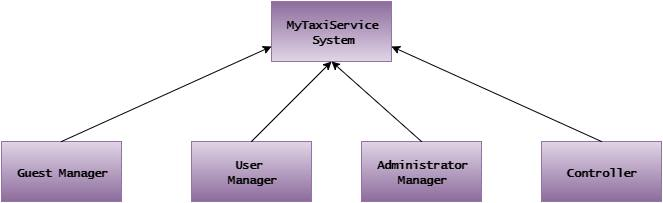 MyTaxiService
System
Guest Manager
User
Manager
Administrator
Manager
Controller